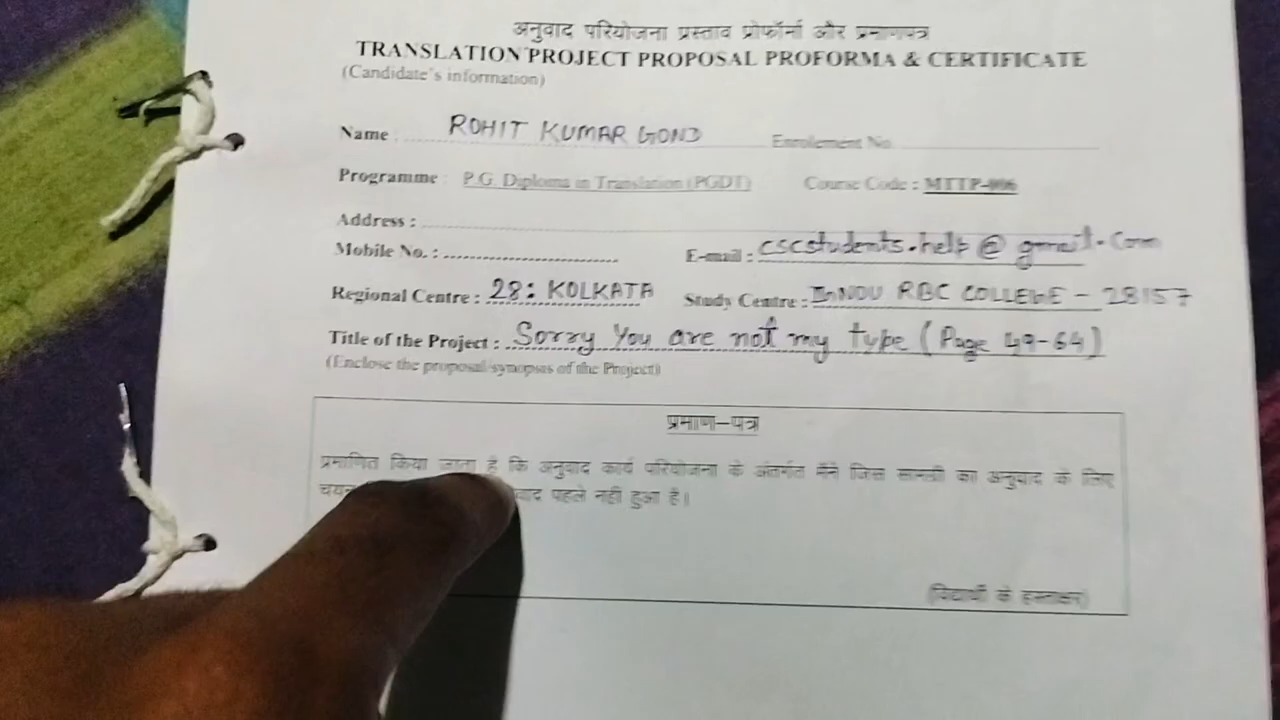 अनुवाद परियोजना प्रस्ताव प्रोफॉर्मा और प्रमाणपत्र
TRANSLATION PROJECT PROPOSAL PROFORMA & CERTIFICATE
(Candidate's information)
Name : ROHIT KUMAR GOND Enrolement No.
Programme : P.G. Diploma in Translation (PGDT) Course Code : MTTP-006
Address :
Mobile No. : E-mail : cscstudents.help @ gmail.com
Regional Centre : 28: KOLKATA Study Centre : IGNOU RBC COLLEGE - 28157
Title of the Project : Sorry You are not my type (Page 49-64)
(Enclose the proposal/synopsis of the Project))
प्रमाण-पत्र
प्रमाणित किया जाता है कि अनुवाद कार्य परियोजना के अंतर्गत मैंने जिस सामग्री का अनुवाद के लिए
पहले नहीं हुआ है।
(विद्यार्थी के हस्ताक्षर)